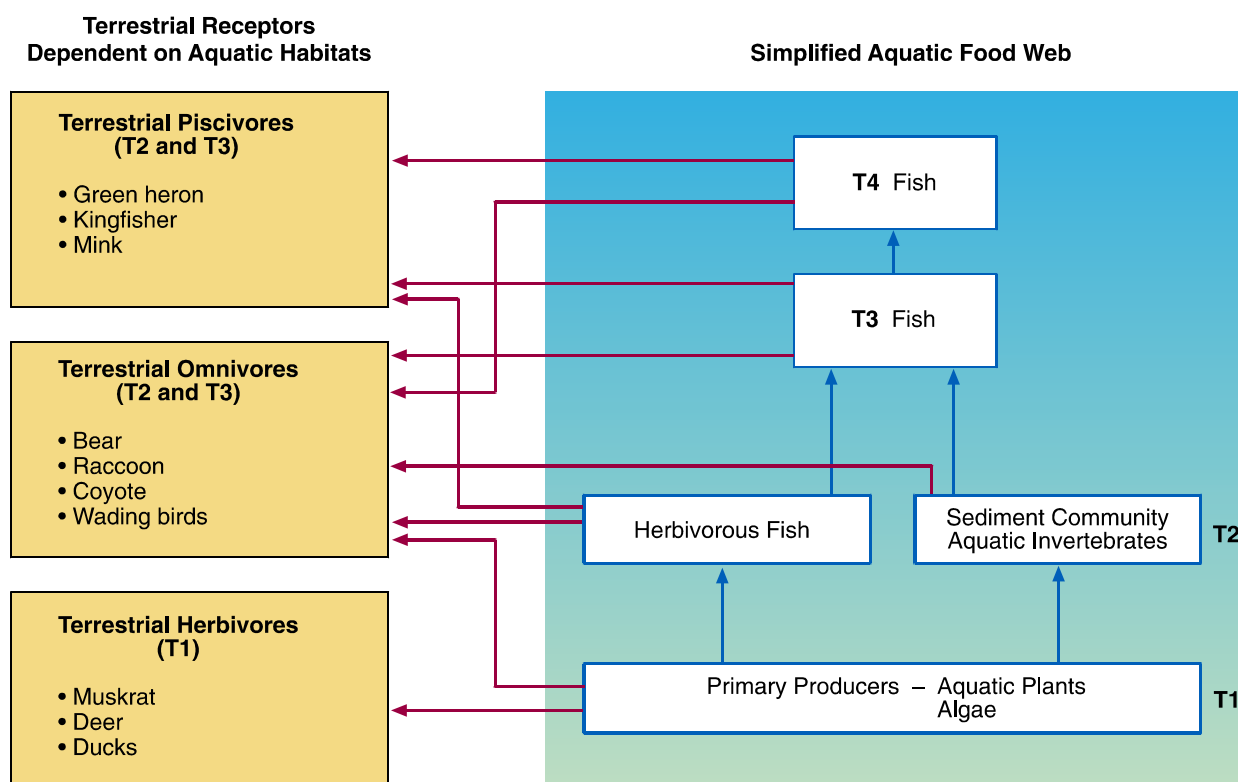 Terrestrial Receptors
Dependent on Aquatic Habitats
Simplified Aquatic Food Web
Terrestrial Piscivores
(T2 and T3)
• Green heron
• Kingfisher
• Mink
Terrestrial Omnivores
(T2 and T3)
• Bear
• Raccoon
• Coyote
• Wading birds
Terrestrial Herbivores
(T1)
• Muskrat
• Deer
• Ducks
T4 Fish
T3 Fish
Herbivorous Fish
Sediment Community
Aquatic Invertebrates
T2
Primary Producers – Aquatic Plants
Algae
T1